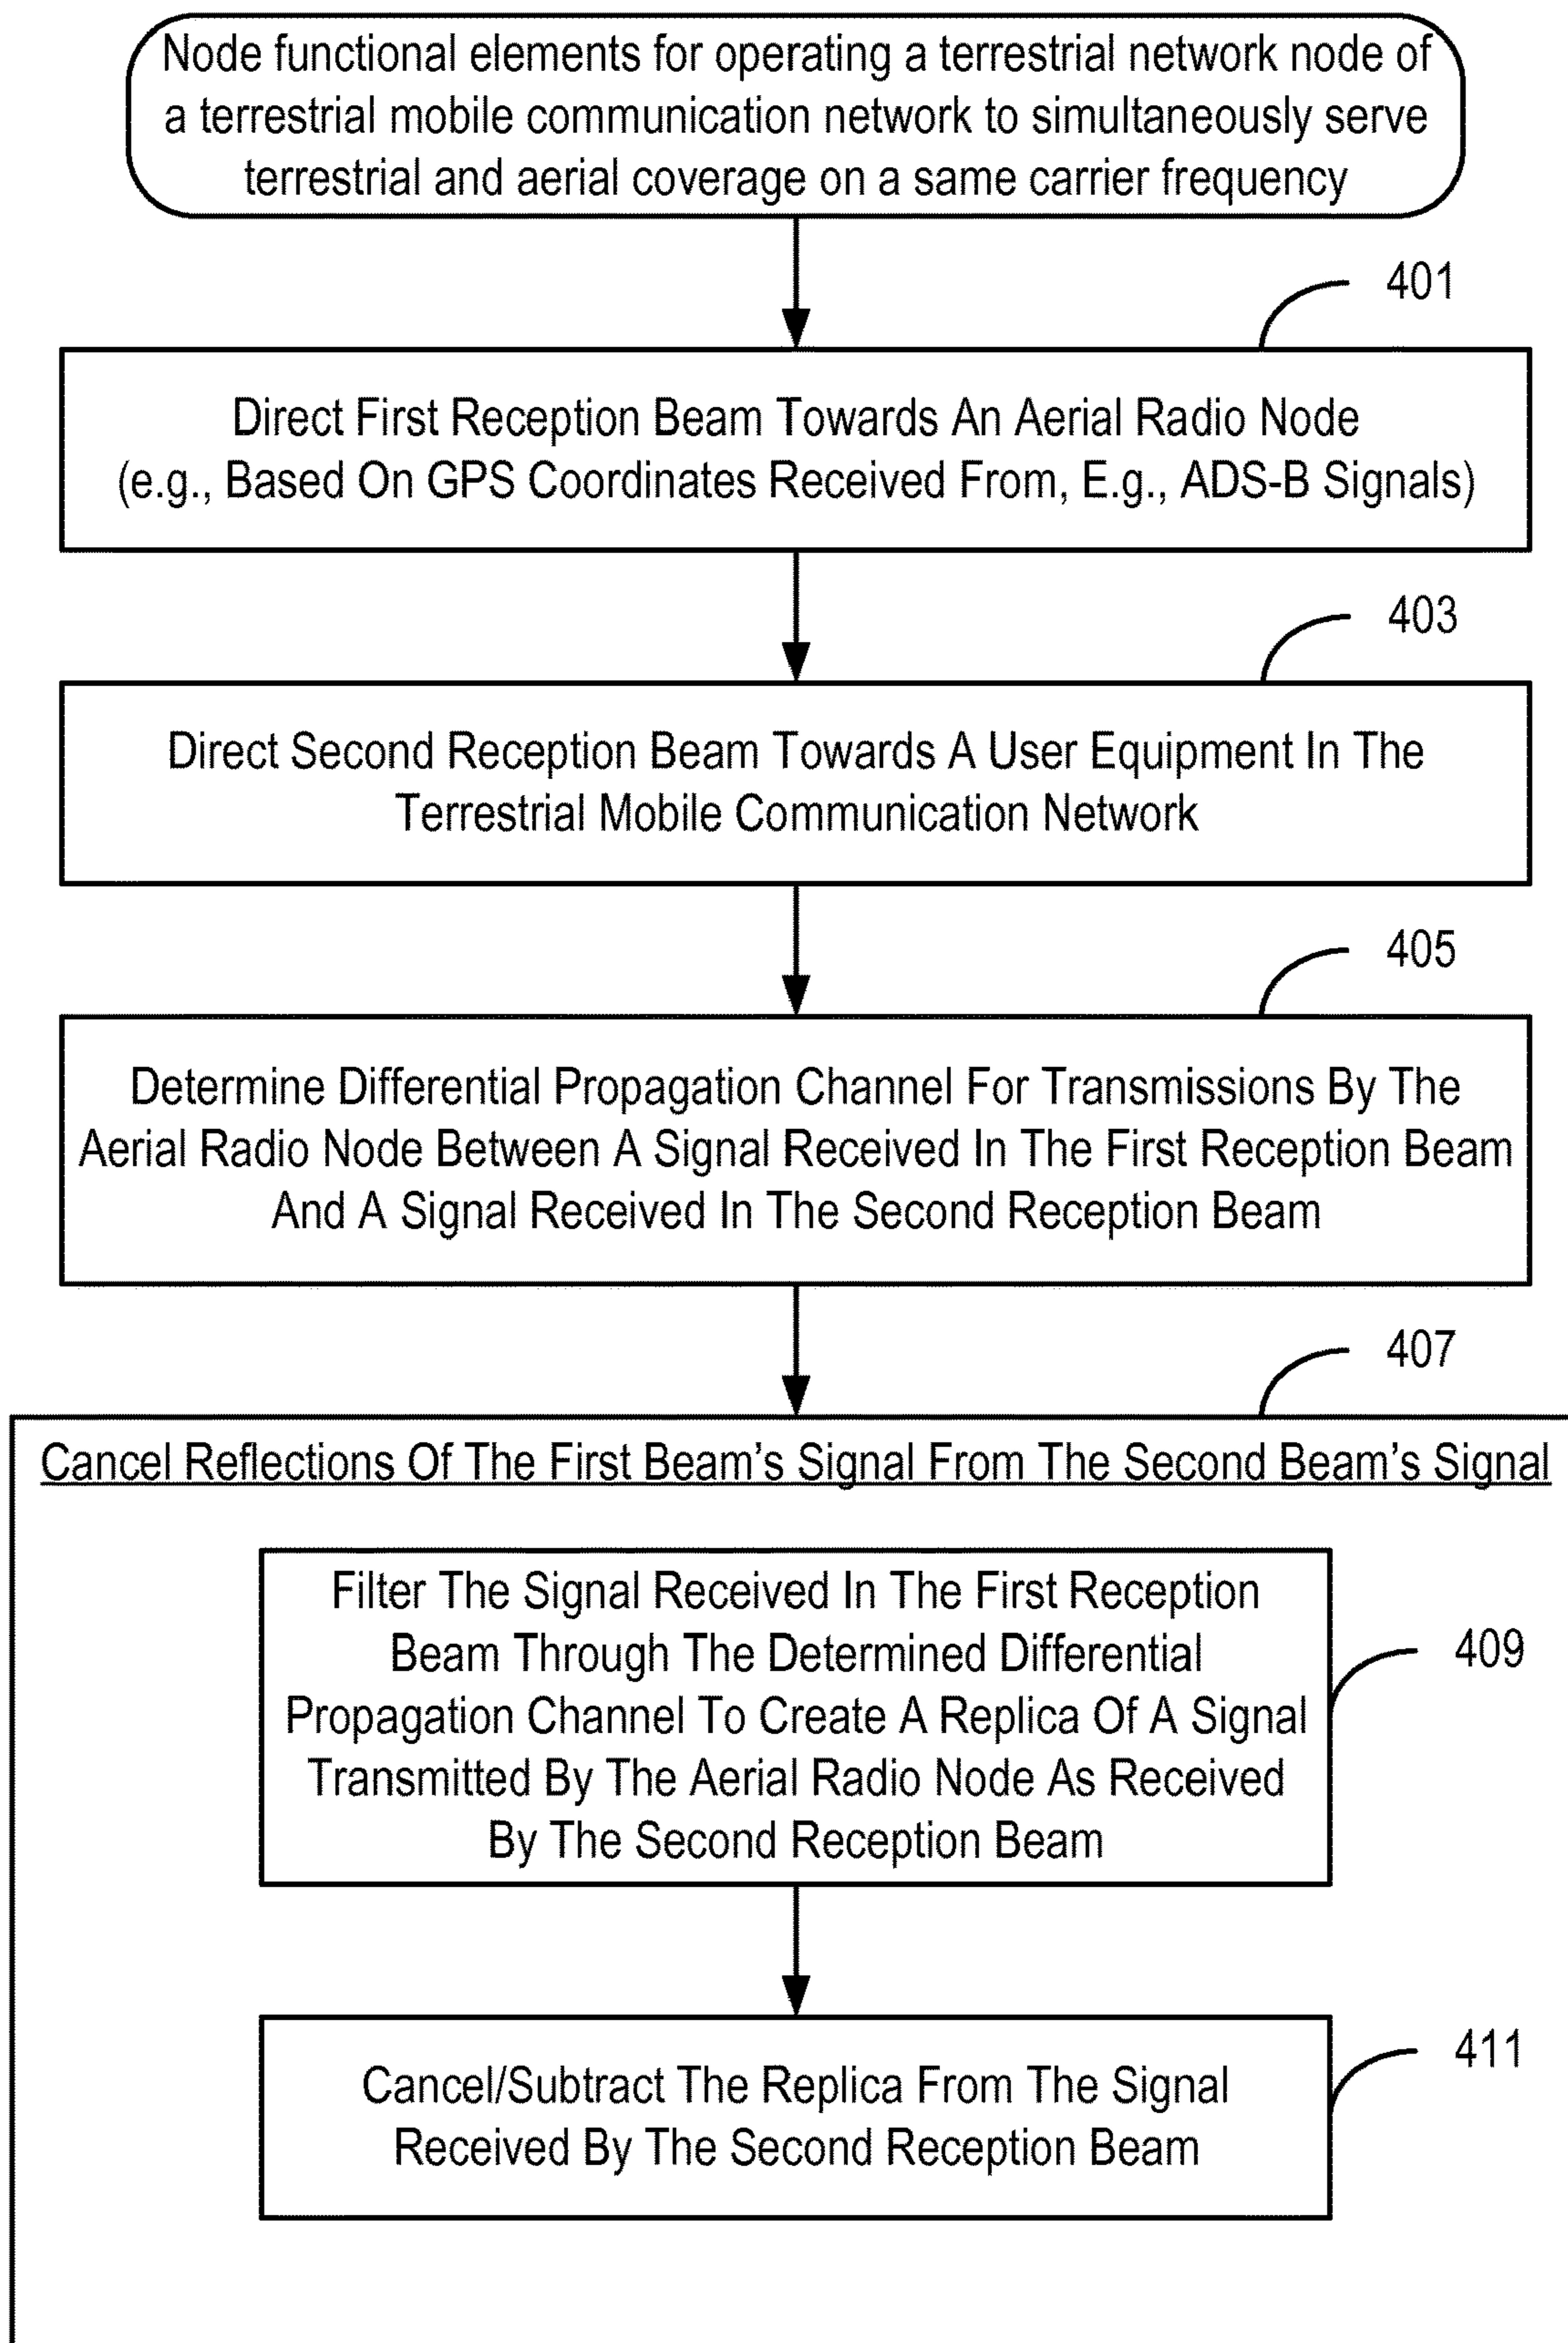 Node functional elements for operating a terrestrial network node of
a terrestrial mobile communication network to simultaneously serve
terrestrial and aerial coverage on a same carrier frequency
401
Direct First Reception Beam Towards An Aerial Radio Node
(e.g., Based On GPS Coordinates Received From, E.g., ADS-B Signals)
403
Direct Second Reception Beam Towards A User Equipment In The
Terrestrial Mobile Communication Network
405
Determine Differential Propagation Channel For Transmissions By The
Aerial Radio Node Between A Signal Received In The First Reception Beam
And A Signal Received In The Second Reception Beam
407
Cancel Reflections Of The First Beam's Signal From The Second Beam's Signal
Filter The Signal Received In The First Reception
Beam Through The Determined Differential
Propagation Channel To Create A Replica Of A Signal
Transmitted By The Aerial Radio Node As Received
By The Second Reception Beam
409
Cancel/Subtract The Replica From The Signal
Received By The Second Reception Beam
411